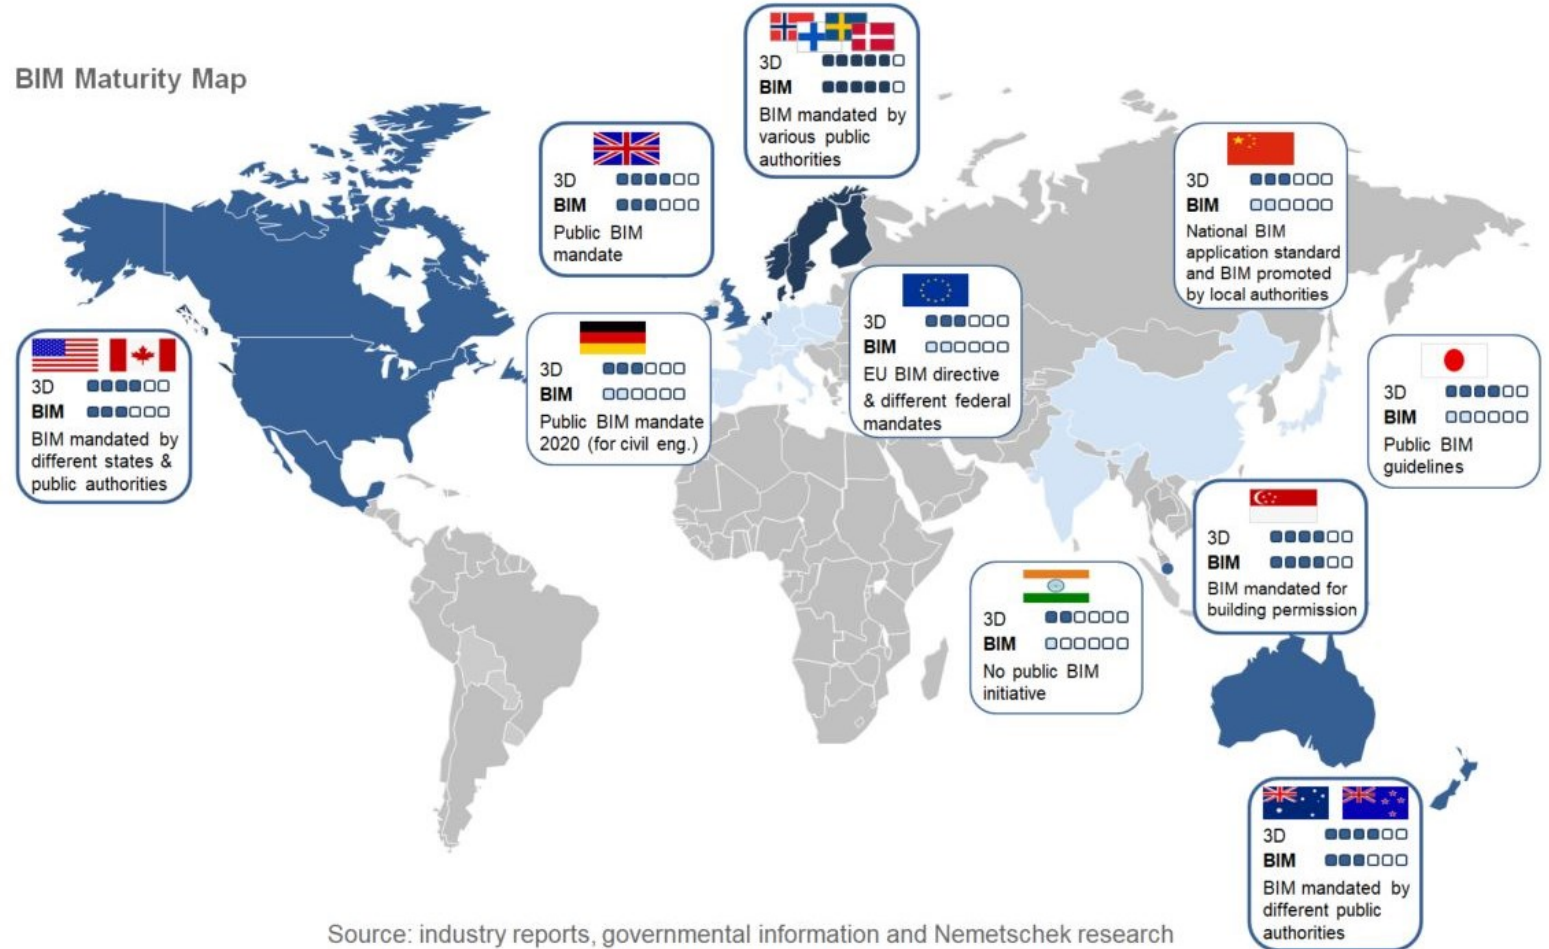 BIM Maturity Map
3D
BIM
BIM mandated by
various public
authorities
3D
BIM
Public BIM
mandate
3D
BIM
National BIM
application standard
and BIM promoted
by local authorities
3D
BIM
EU BIM directive
& different federal
mandates
3D
BIM
Public BIM mandate
2020 (for civil eng.)
3D
BIM
BIM mandated by
different states &
public authorities
3D
BIM
Public BIM
guidelines
3D
BIM
BIM mandated for
building permission
3D
BIM
No public BIM
initiative
3D
BIM
BIM mandated by
different public
authorities
Source: industry reports, governmental information and Nemetschek research